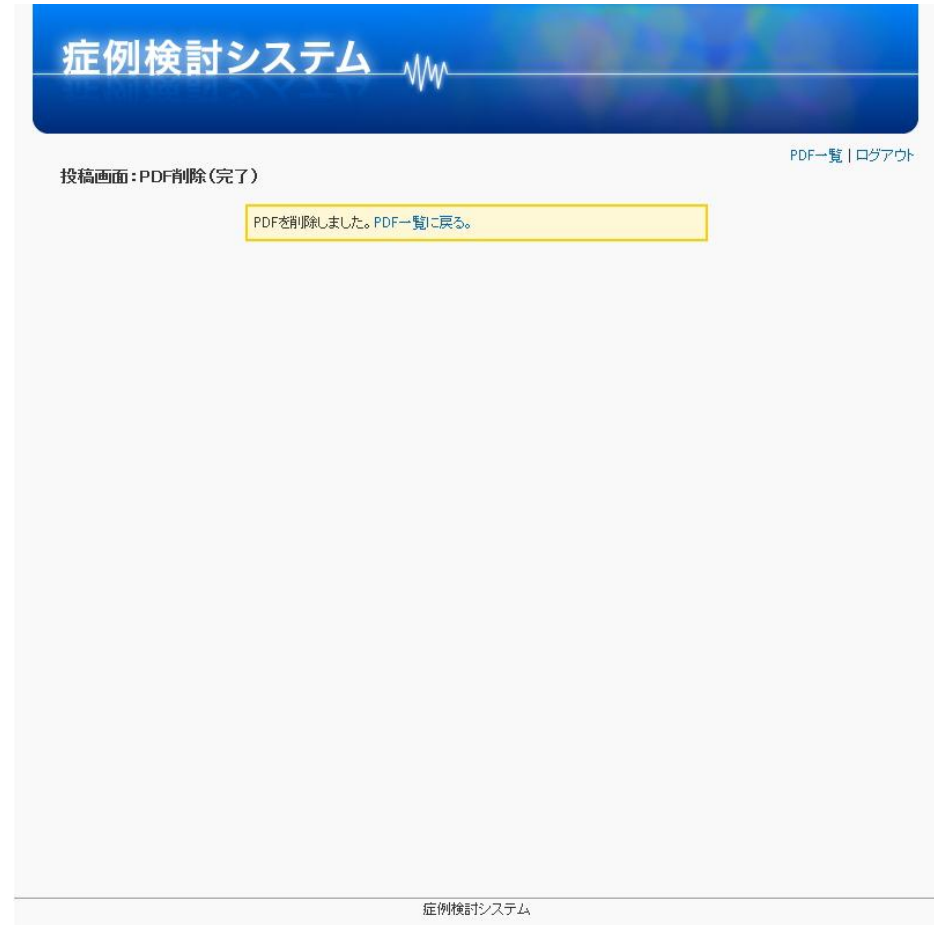 症例検討システム
PDF一覧 | ログアウト
投稿画面:PDF削除(完了)
PDFを削除しました。PDF一覧に戻る。
症例検討システム